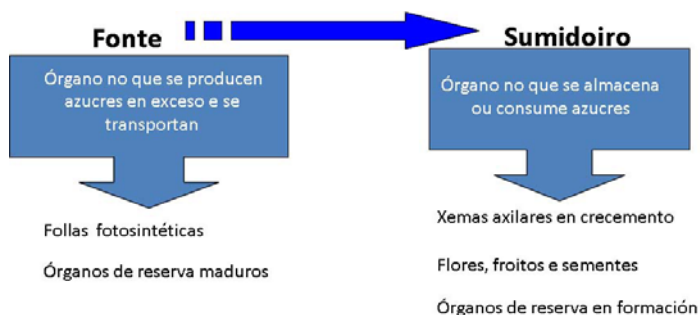 Fonte
Sumidoiro
Órgano no que se producen
azucres en exceso e se
transportan
Órgano no que se almacena
ou consume azucres
Follas fotosintéticas
Órganos de reserva maduros
Xemas axilares en crecemento
Flores, froitos e sementes
Órganos de reserva en formación